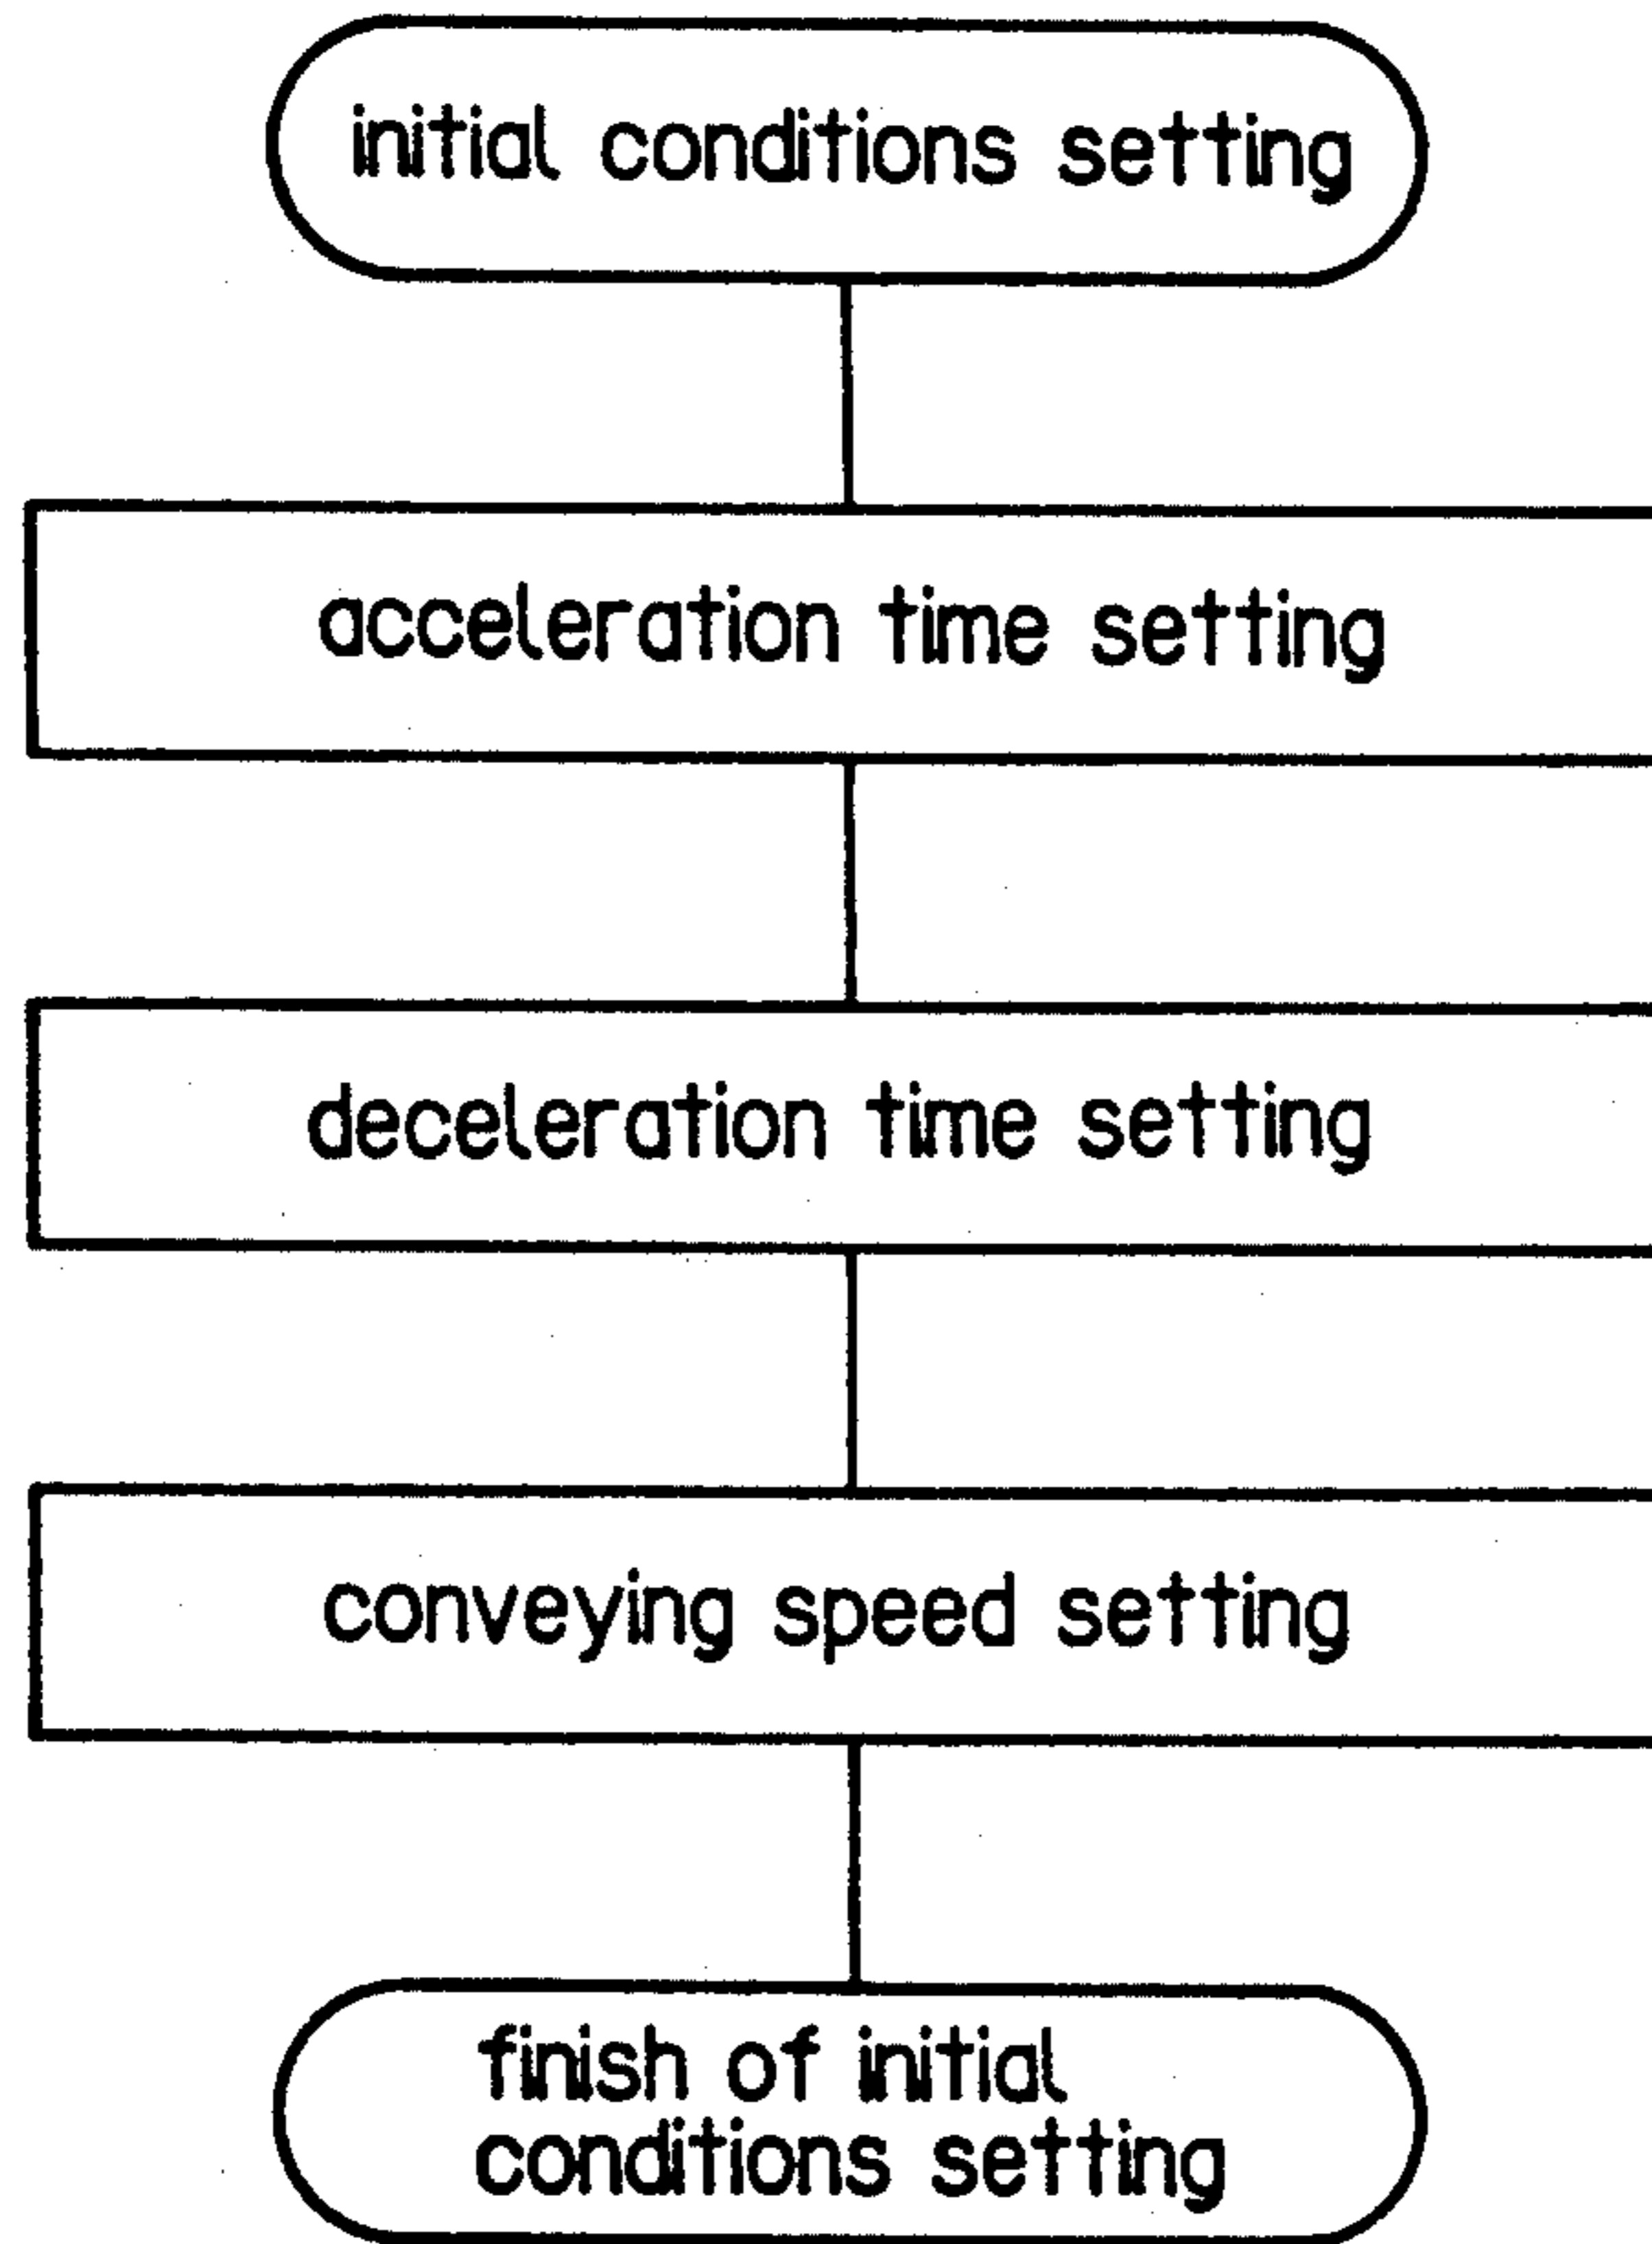 initial conditions setting
acceleration time setting
deceleration time setting
conveying speed setting
finish of initial
conditions setting